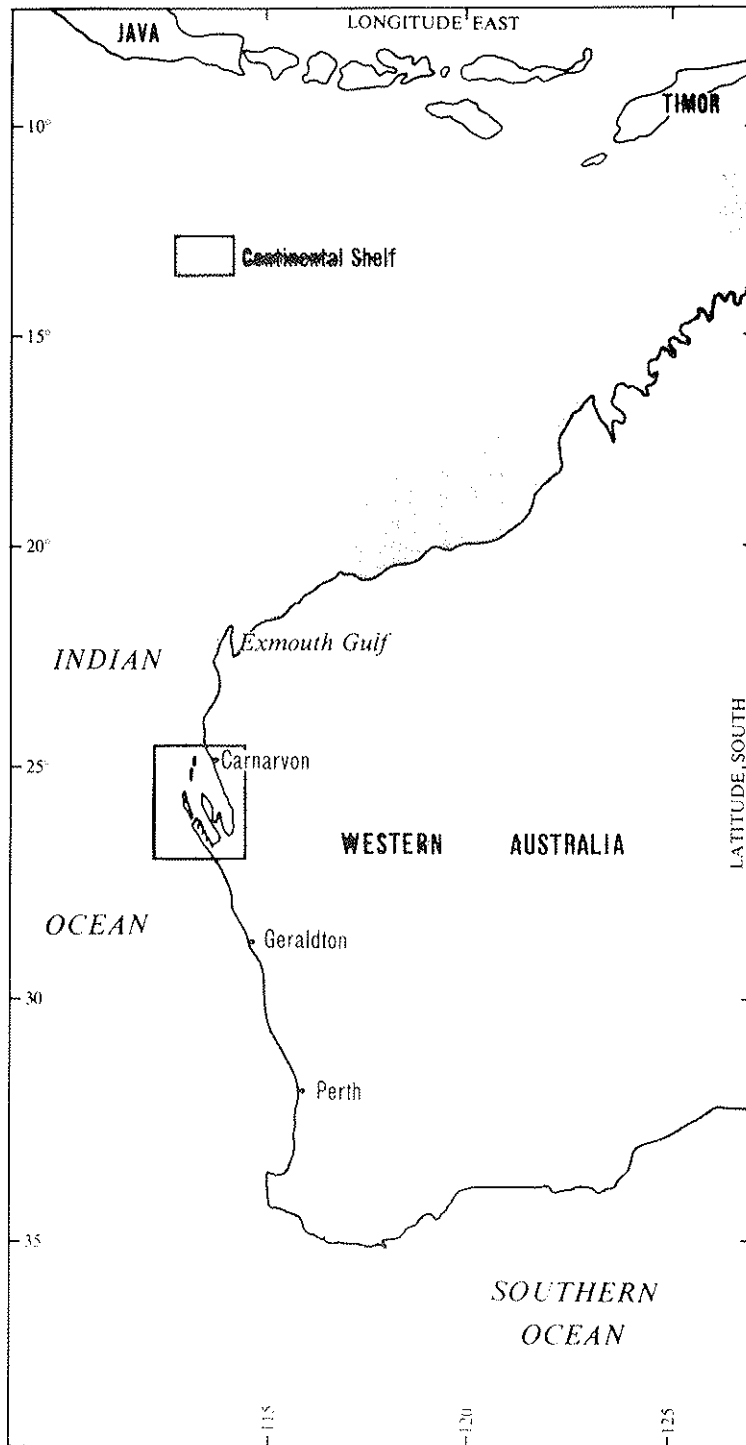 LONGITUDE EAST
JAVA
TIMOR
10°
Continental Shelf
15°
20°
Exmouth Gulf
INDIAN
25°
Carnarvon
LATITUDE, SOUTH
WESTERN AUSTRALIA
OCEAN
Geraldton
30
Perth
35
SOUTHERN
OCEAN
115
120
125